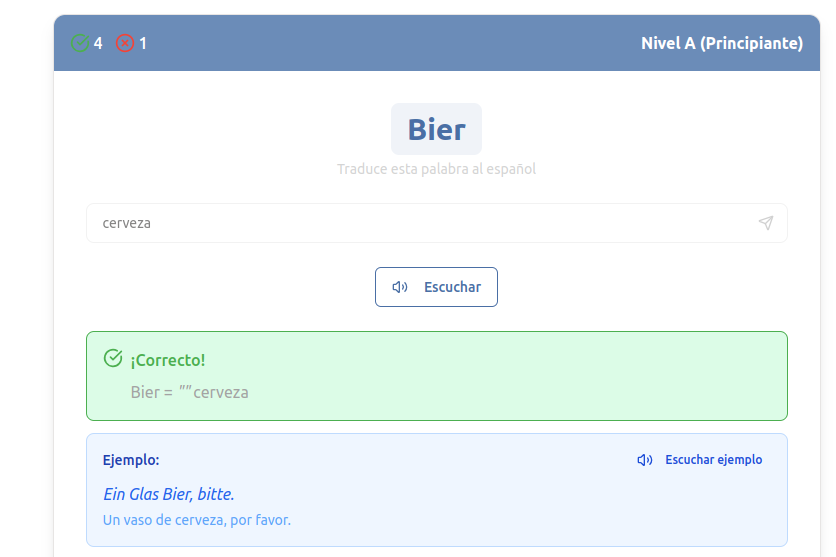 4 1 Nivel A (Principiante)
Bier
Traduce esta palabra al español
cerveza
Escuchar
¡Correcto!
Bier = ""cerveza
Ejemplo: Escuchar ejemplo
Ein Glas Bier, bitte.
Un vaso de cerveza, por favor.